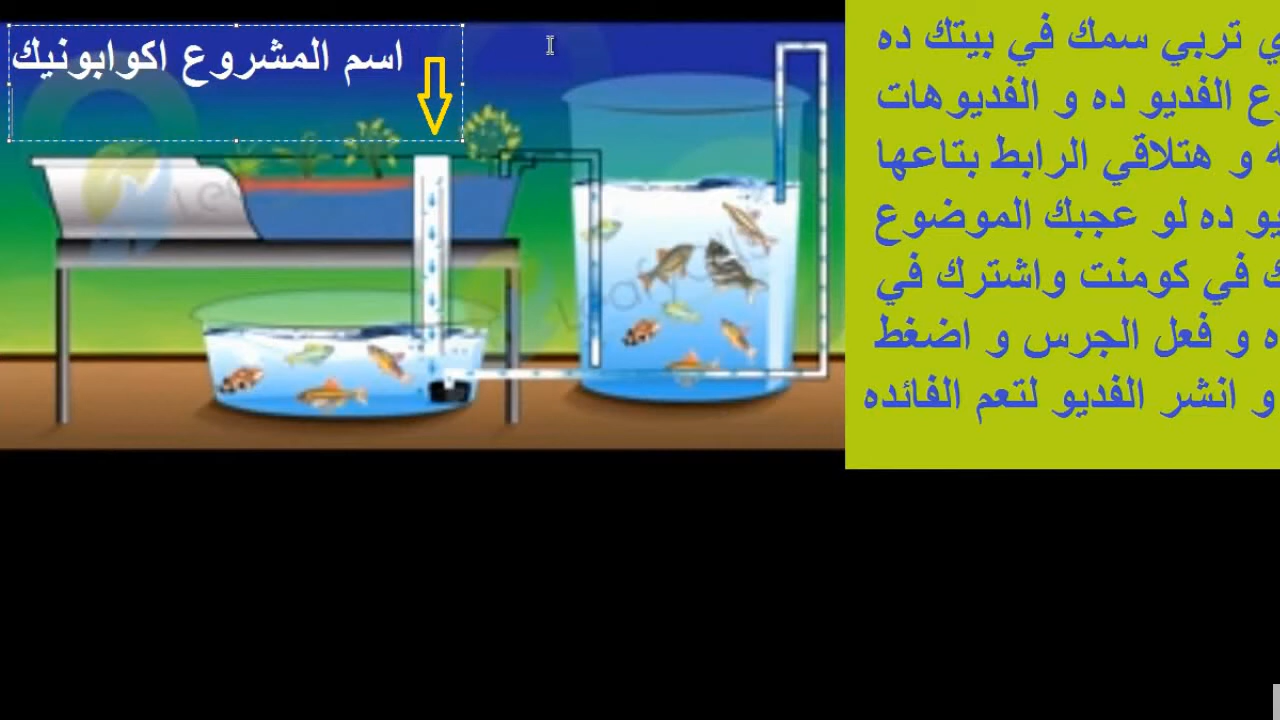 اسم المشروع اكوابونيك
تربي سمك في بيتك ده
الفديو ده و الفديوهات
و هتلاقي الرابط بتاعها
ده لو عجبك الموضوع
في كومنت واشترك في
و فعل الجرس و اضغط
و انشر الفديو لتعم الفائده